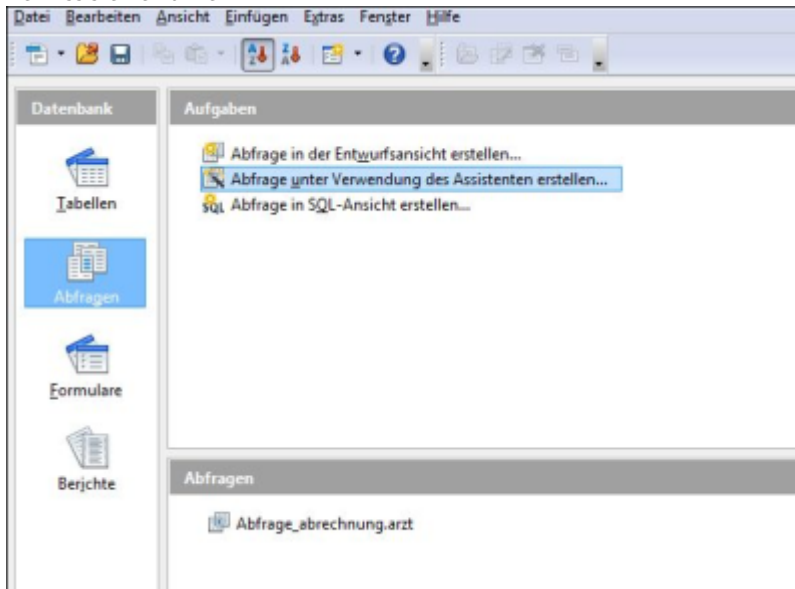 Datei Bearbeiten Ansicht Einfügen Extras Fenster Hilfe
Datenbank
Tabellen
Abfragen
Formulare
Berichte
Aufgaben
Abfrage in der Entwurfsansicht erstellen...
Abfrage unter Verwendung des Assistenten erstellen...
SQL Abfrage in SQL-Ansicht erstellen...
Abfragen
Abfrage_abrechnung.arzt